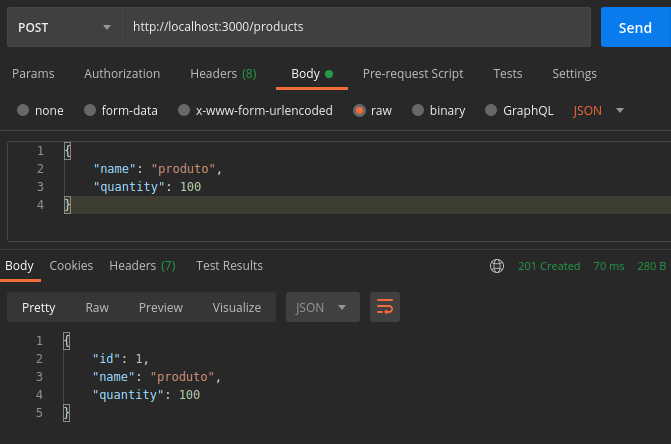 POST http://localhost:3000/products Send
Params Authorization Headers (8) Body Pre-request Script Tests Settings
none form-data x-www-form-urlencoded raw binary GraphQL JSON
1 {
2 "name": "produto",
3 "quantity": 100
4 }
Body Cookies Headers (7) Test Results 201 Created 70 ms 280 B
Pretty Raw Preview Visualize JSON
1 {
2 "id": 1,
3 "name": "produto",
4 "quantity": 100
5 }